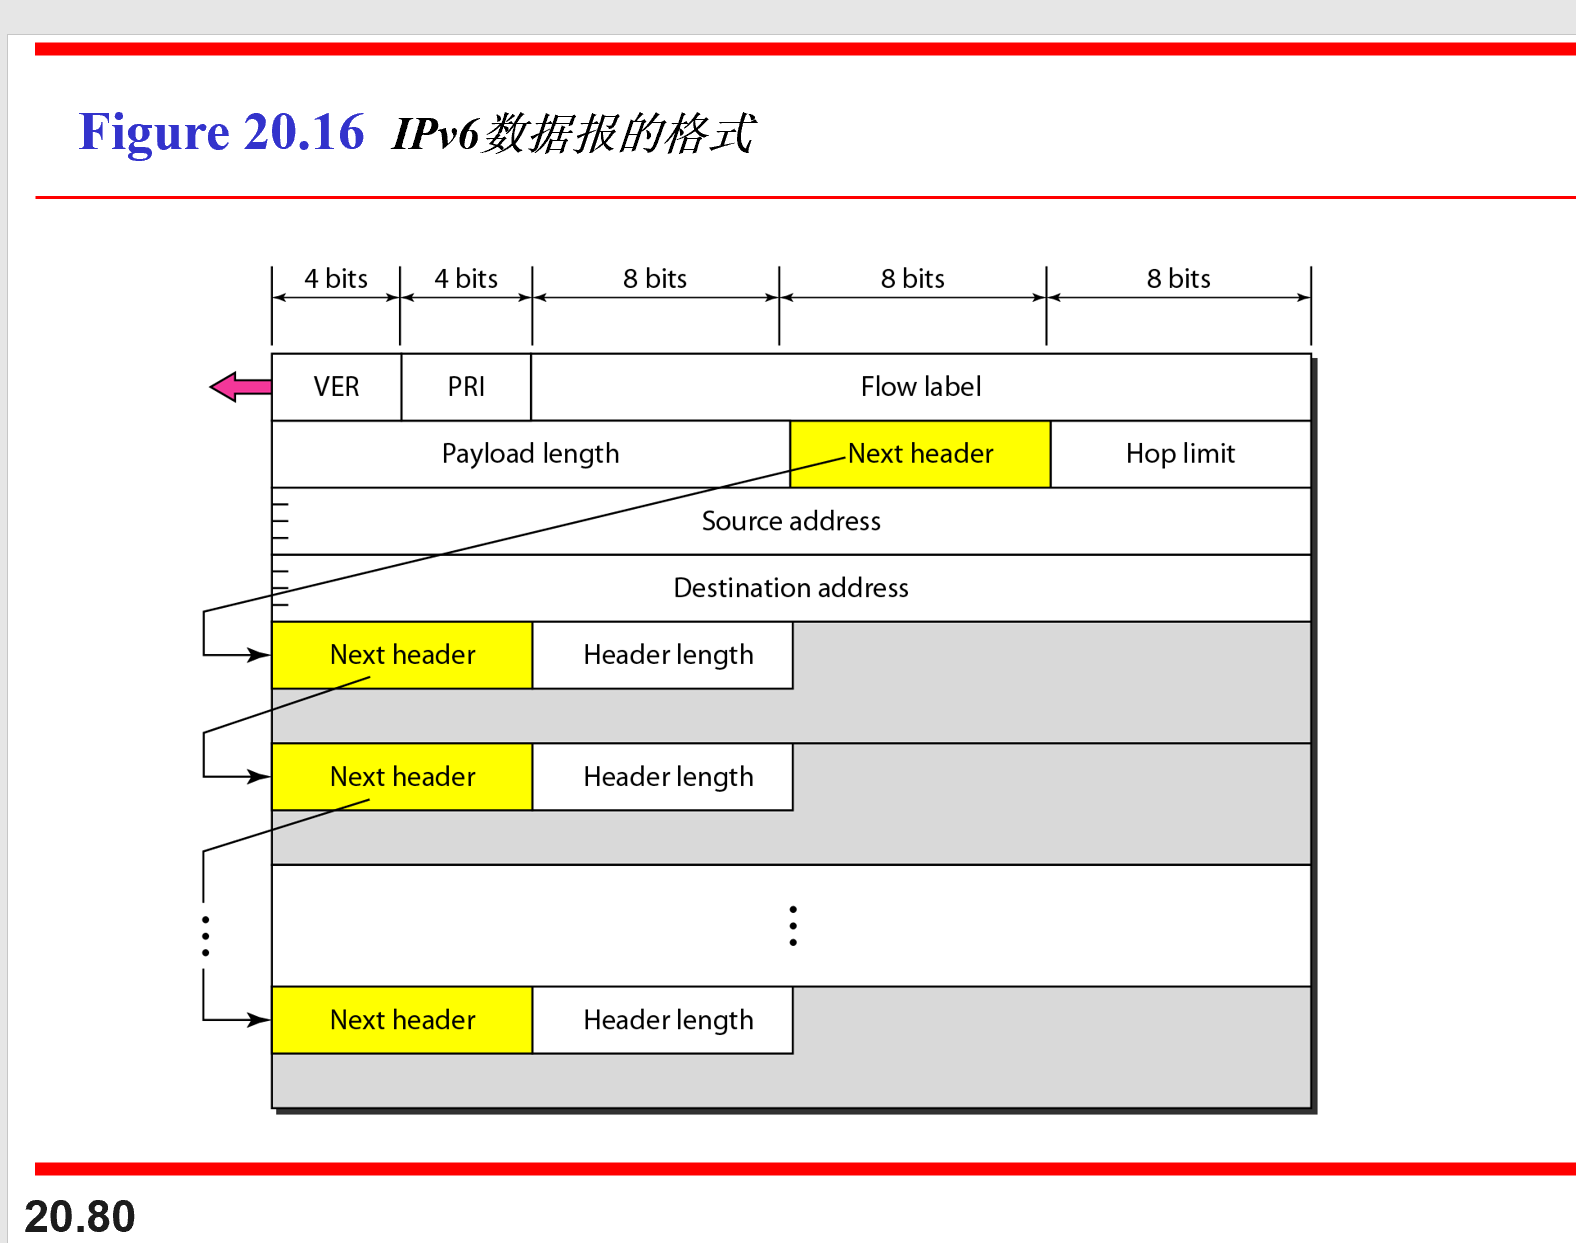 Figure 20.16 IPv6数据报的格式
4 bits 4 bits 8 bits 8 bits 8 bits
VER PRI Flow label
Payload length Next header Hop limit
Source address
Destination address
Next header Header length
Next header Header length
Next header Header length
20.80